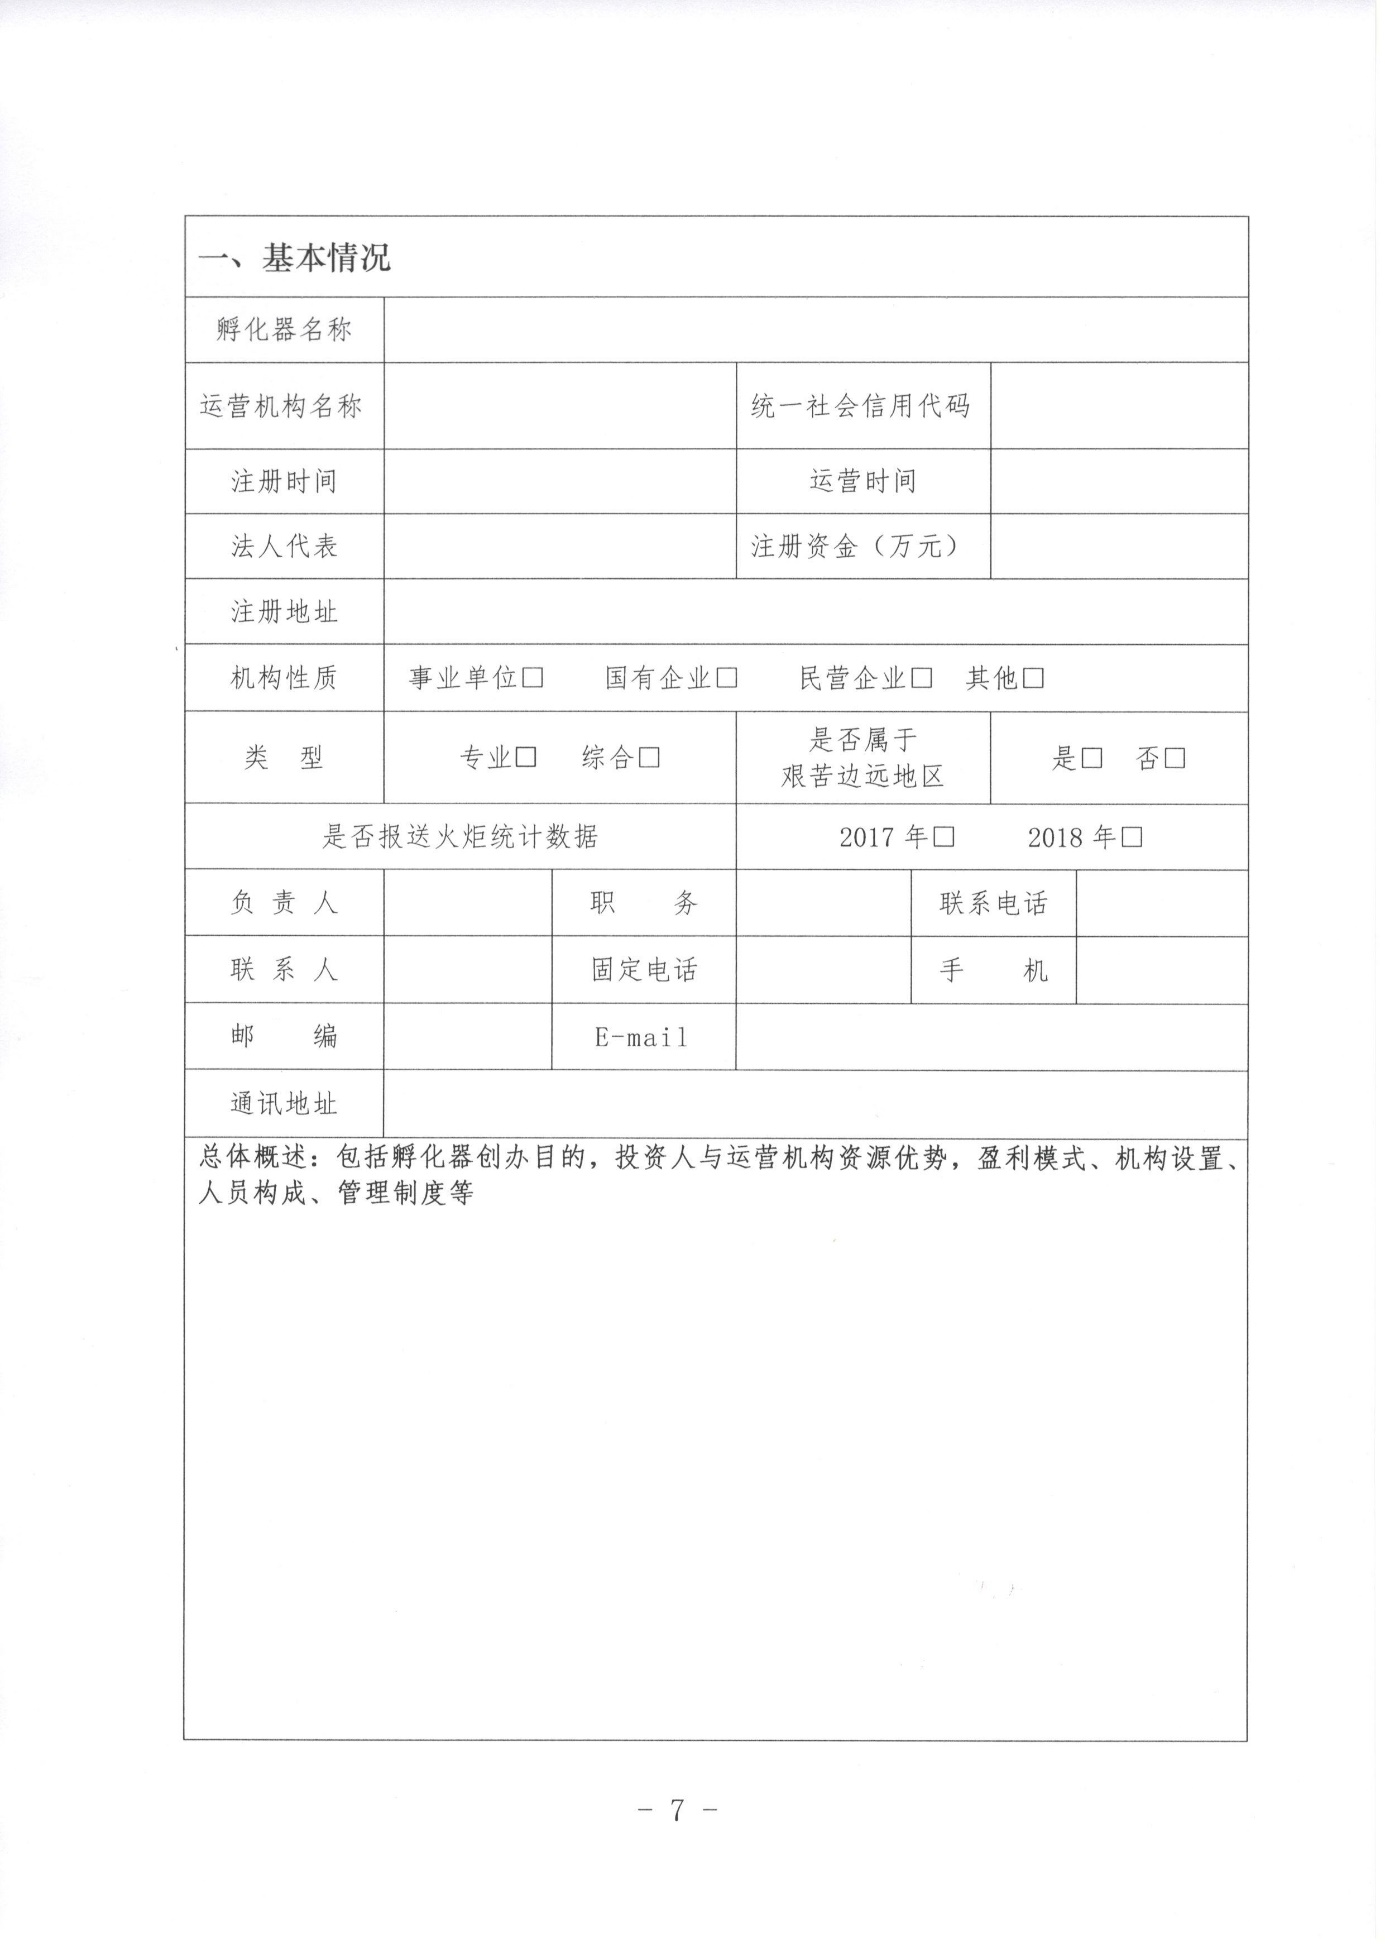 一、基本情况
孵化器名称
运营机构名称 统一社会信用代码
注册时间 运营时间
法人代表 注册资金（万元）
注册地址
机构性质 事业单位□ 国有企业□ 民营企业□ 其他□
类 型 专业□ 综合□ 是否属于
艰苦边远地区 是□ 否□
是否报送火炬统计数据 2017 年□ 2018 年□
负 责 人 职 务 联系电话
联 系 人 固定电话 手 机
邮 编 E-mail
通讯地址
总体概述：包括孵化器创办目的，投资人与运营机构资源优势，盈利模式、机构设置、
人员构成、管理制度等
- 7 -